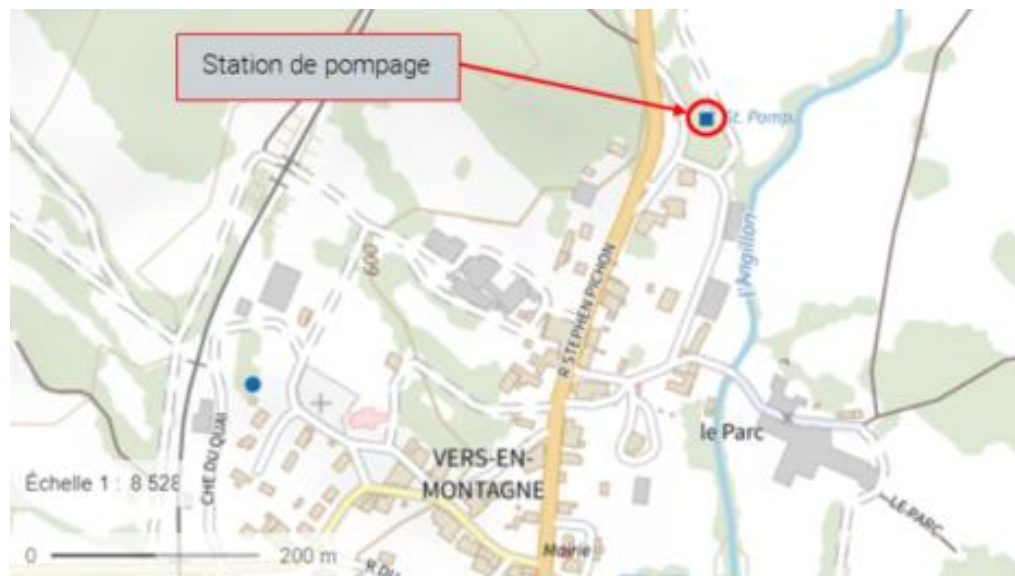 Station de pompage
St. Pomp.
l'Angillon
R STEPHEN PICHON
600
le Parc
CHE DU QUAI
VERS-EN-
MONTAGNE
Échelle 1 : 8 528
LE PARC
0 200 m
Mairie
R DU